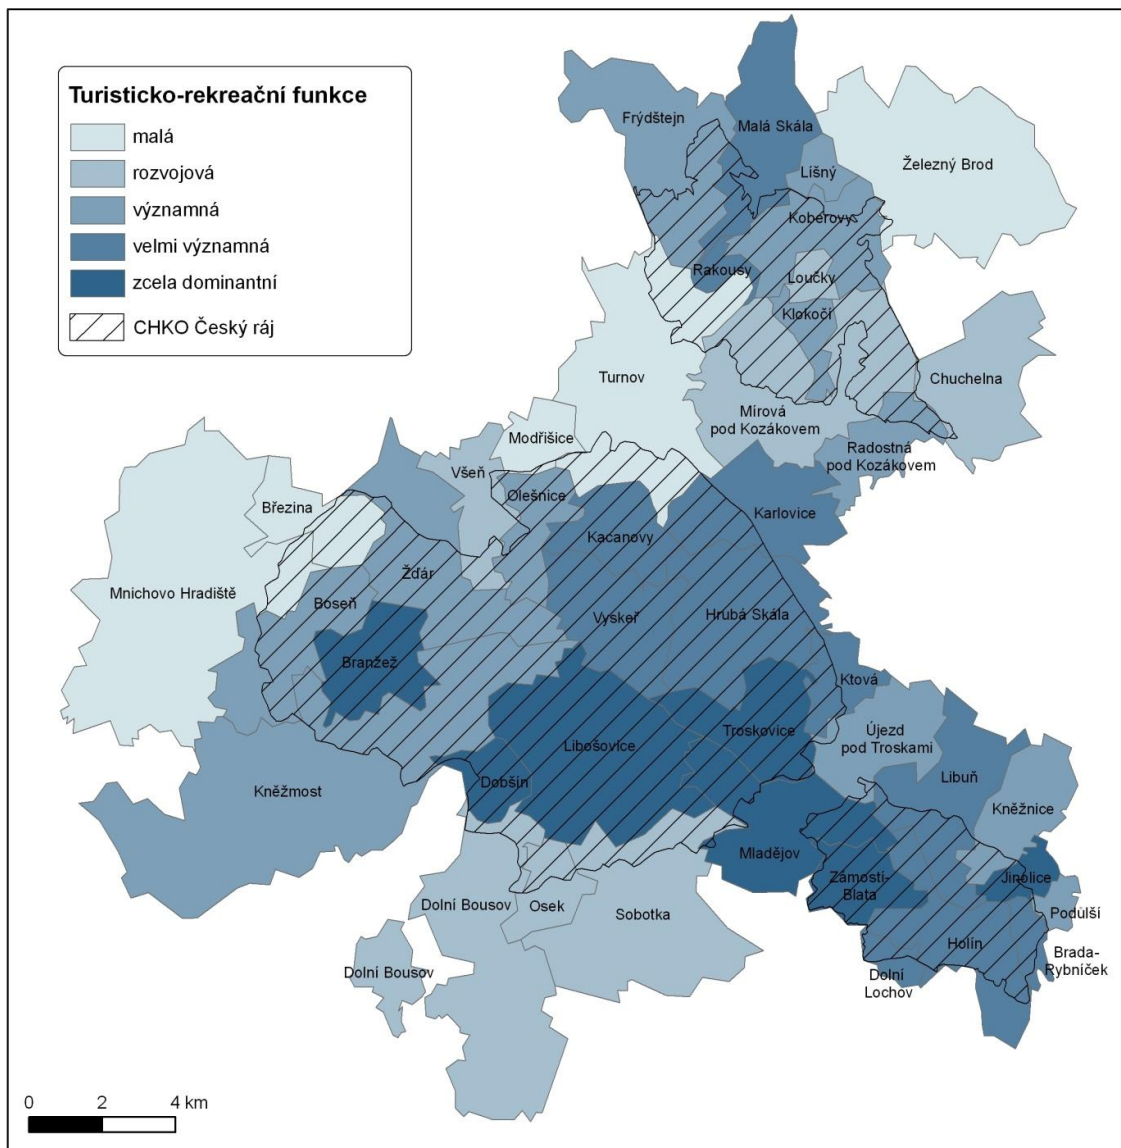 Turisticko-rekreační funkce
malá
rozvojová
významná
velmi významná
zcela dominantní
CHKO Český ráj
Frýdštejn
Malá Skála
Líšný
Železný Brod
Koberovy
Rakousy
Loučky
Klokočí
Turnov
Chuchelna
Mírová
pod Kozákovem
Modřišice
Radostná
pod Kozákovem
Všeň
Olešnice
Březina
Karlovice
Kacanovy
Žďár
Mnichovo Hradiště
Boseň
Vyskeř
Hrubá Skála
Branžež
Ktová
Troskovice
Újezd
pod Troskami
Libošovice
Libuň
Dobšín
Kněžmost
Kněžnice
Mladějov
Zámostí-
Blata
Jinolice
Dolní Bousov
Osek
Sobotka
Podůlší
Holín
Brada-
Rybníček
Dolní Bousov
Dolní
Lochov
0 2 4 km